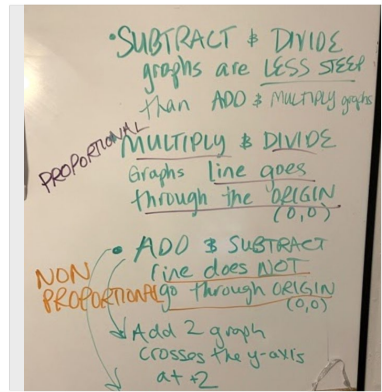 • SUBTRACT & DIVIDE
graphs are LESS STEEP
than ADD & MULTIPLY graphs
PROPORTIONAL
MULTIPLY & DIVIDE
Graphs line goes
through the ORIGIN
(0,0)
• ADD & SUBTRACT
NON
PROPORTIONAL
line does NOT
go through ORIGIN
(0,0)
Add 2 graph
crosses the y-axis
at +2